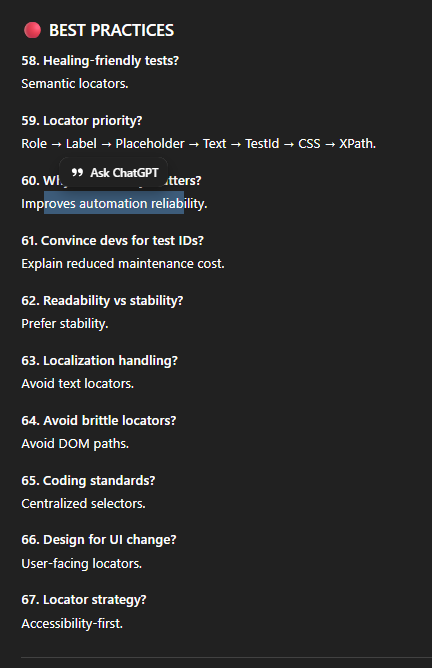 BEST PRACTICES
58. Healing-friendly tests?
Semantic locators.
59. Locator priority?
Role → Label → Placeholder → Text → TestId → CSS → XPath.
Ask ChatGPT
60. matters?
Improves automation reliability.
61. Convince devs for test IDs?
Explain reduced maintenance cost.
62. Readability vs stability?
Prefer stability.
63. Localization handling?
Avoid text locators.
64. Avoid brittle locators?
Avoid DOM paths.
65. Coding standards?
Centralized selectors.
66. Design for UI change?
User-facing locators.
67. Locator strategy?
Accessibility-first.